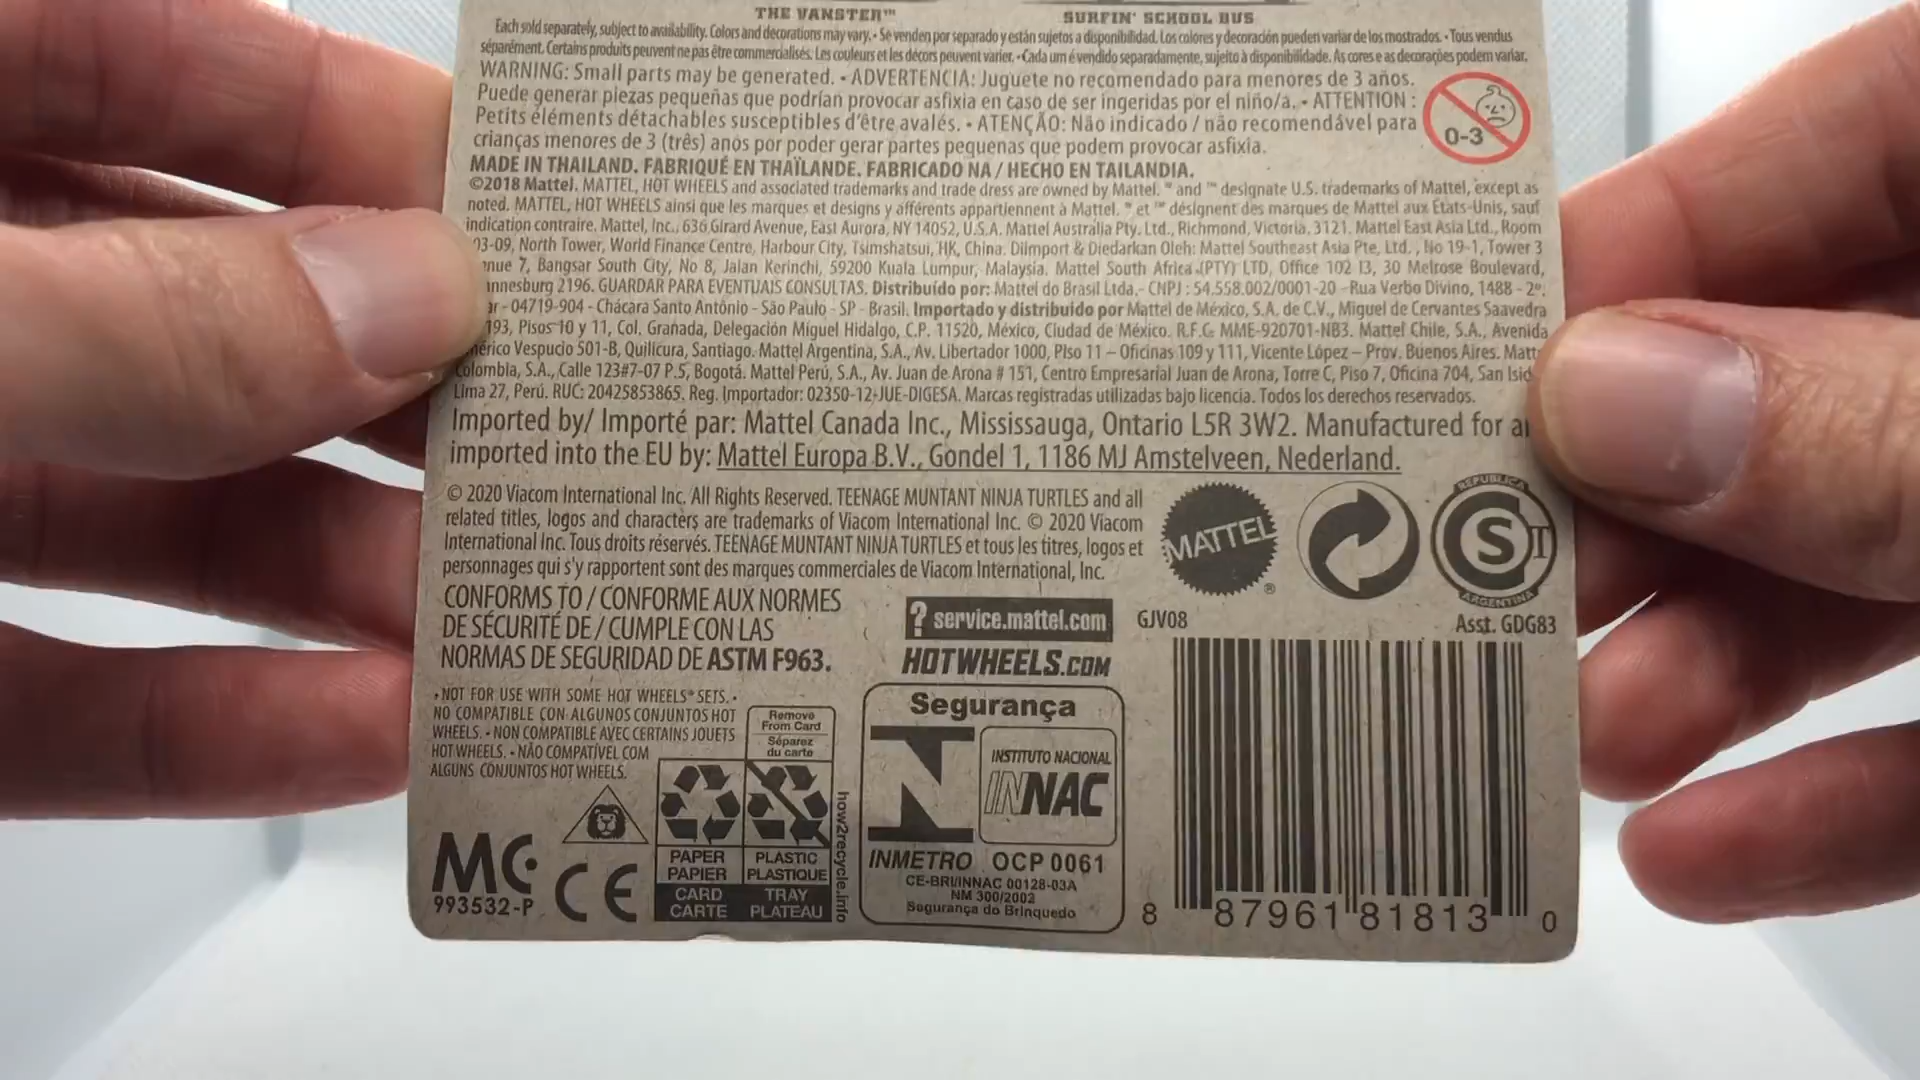 THE VANSTER™
SURFIN' SCHOOL BUS
Each sold separately, subject to availability. Colors and decorations may vary. • Se venden por separado y están sujetos a disponibilidad. Los colores y decoración pueden variar de los mostrados. • Tous vendus
séparément. Certains produits peuvent ne pas être commercialisés. Les couleurs et les décors peuvent varier. • Cada um é vendido separadamente, sujeito à disponibilidade. As cores e as decorações podem variar.
WARNING: Small parts may be generated. • ADVERTENCIA: Juguete no recomendado para menores de 3 años.
Puede generar piezas pequeñas que podrían provocar asfixia en caso de ser ingeridas por el niño/a. • ATTENTION :
Petits éléments détachables susceptibles d'être avalés. • ATENÇÃO: Não indicado / não recomendável para
crianças menores de 3 (três) anos por poder gerar partes pequenas que podem provocar asfixia.
0-3
MADE IN THAILAND. FABRIQUÉ EN THAÏLANDE. FABRICADO NA / HECHO EN TAILANDIA.
©2018 Mattel. MATTEL, HOT WHEELS and associated trademarks and trade dress are owned by Mattel. ® and ™ designate U.S. trademarks of Mattel, except as
noted. MATTEL, HOT WHEELS ainsi que les marques et designs y afférents appartiennent à Mattel. ® et ™ désignent des marques de Mattel aux États-Unis, sauf
indication contraire. Mattel, Inc., 636 Girard Avenue, East Aurora, NY 14052, U.S.A. Mattel Australia Pty. Ltd., Richmond, Victoria. 3121. Mattel East Asia Ltd., Room
03-09, North Tower, World Finance Centre, Harbour City, Tsimshatsui, HK, China. Diimport & Diedarkan Oleh: Mattel Southeast Asia Pte. Ltd. , No 19-1, Tower 3
7, Bangsar South City, No 8, Jalan Kerinchi, 59200 Kuala Lumpur, Malaysia. Mattel South Africa (PTY) LTD, Office 102 I3, 30 Melrose Boulevard,
2196. GUARDAR PARA EVENTUAIS CONSULTAS. Distribuído por: Mattel do Brasil Ltda.- CNPJ : 54.558.002/0001-20 - Rua Verbo Divino, 1488 - 2º.
- 04719-904 - Chácara Santo Antônio - São Paulo - SP - Brasil. Importado y distribuido por Mattel de México, S.A. de C.V., Miguel de Cervantes Saavedra
193, Pisos 10 y 11, Col. Granada, Delegación Miguel Hidalgo, C.P. 11520, México, Ciudad de México. R.F.C. MME-920701-NB3. Mattel Chile, S.A., Avenida
Vespucio 501-B, Quilicura, Santiago. Mattel Argentina, S.A., Av. Libertador 1000, Piso 11 – Oficinas 109 y 111, Vicente López – Prov. Buenos Aires.
Colombia, S.A., Calle 123#7-07 P.5, Bogotá. Mattel Perú, S.A., Av. Juan de Arona # 151, Centro Empresarial Juan de Arona, Torre C, Piso 7, Oficina 704, San
Lima 27, Perú. RUC: 20425853865. Reg. Importador: 02350-12-JUE-DIGESA. Marcas registradas utilizadas bajo licencia. Todos los derechos reservados.
Imported by/ Importé par: Mattel Canada Inc., Mississauga, Ontario L5R 3W2. Manufactured for
imported into the EU by: Mattel Europa B.V., Gondel 1, 1186 MJ Amstelveen, Nederland.
© 2020 Viacom International Inc. All Rights Reserved. TEENAGE MUNTANT NINJA TURTLES and all
related titles, logos and characters are trademarks of Viacom International Inc. © 2020 Viacom
International Inc. Tous droits réservés. TEENAGE MUNTANT NINJA TURTLES et tous les titres, logos et
personnages qui s'y rapportent sont des marques commerciales de Viacom International, Inc.
MATTEL®
REPUBLICA
S T
ARGENTINA
CONFORMS TO / CONFORME AUX NORMES
DE SÉCURITÉ DE / CUMPLE CON LAS
NORMAS DE SEGURIDAD DE ASTM F963.
? service.mattel.com
HOTWHEELS.COM
GJV08
Asst. GDG83
• NOT FOR USE WITH SOME HOT WHEELS® SETS. •
NO COMPATIBLE CON ALGUNOS CONJUNTOS HOT
WHEELS. • NON COMPATIBLE AVEC CERTAINS JOUETS
HOT WHEELS. • NÃO COMPATÍVEL COM
ALGUNS CONJUNTOS HOT WHEELS.
Remove
From Card
Séparez
du carte
PAPER
PAPIER
CARD
CARTE
PLASTIC
PLASTIQUE
TRAY
PLATEAU
how2recycle.info
MC
993532-P
CE
Segurança
INSTITUTO NACIONAL
INNAC
INMETRO OCP 0061
CE-BRI/INNAC 00128-03A
NM 300/2002
Segurança do Brinquedo
8 87961 81813 0